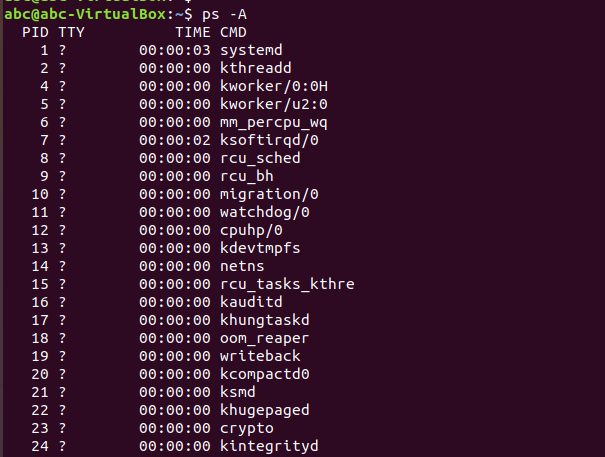 abc@abc-VirtualBox:~$ ps -A
  PID TTY          TIME CMD
    1 ?        00:00:03 systemd
    2 ?        00:00:00 kthreadd
    4 ?        00:00:00 kworker/0:0H
    5 ?        00:00:00 kworker/u2:0
    6 ?        00:00:00 mm_percpu_wq
    7 ?        00:00:02 ksoftirqd/0
    8 ?        00:00:00 rcu_sched
    9 ?        00:00:00 rcu_bh
   10 ?        00:00:00 migration/0
   11 ?        00:00:00 watchdog/0
   12 ?        00:00:00 cpuhp/0
   13 ?        00:00:00 kdevtmpfs
   14 ?        00:00:00 netns
   15 ?        00:00:00 rcu_tasks_kthre
   16 ?        00:00:00 kauditd
   17 ?        00:00:00 khungtaskd
   18 ?        00:00:00 oom_reaper
   19 ?        00:00:00 writeback
   20 ?        00:00:00 kcompactd0
   21 ?        00:00:00 ksmd
   22 ?        00:00:00 khugepaged
   23 ?        00:00:00 crypto
   24 ?        00:00:00 kintegrityd